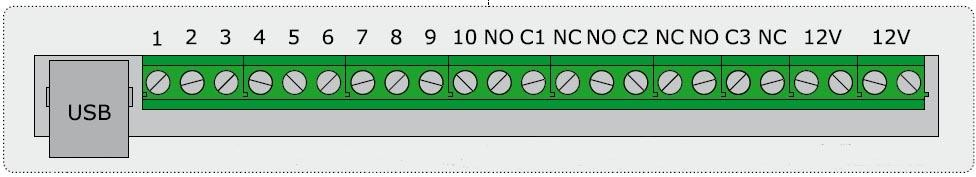 1 2 3 4 5 6 7 8 9 10 NO C1 NC NO C2 NC NO C3 NC 12V 12V
USB